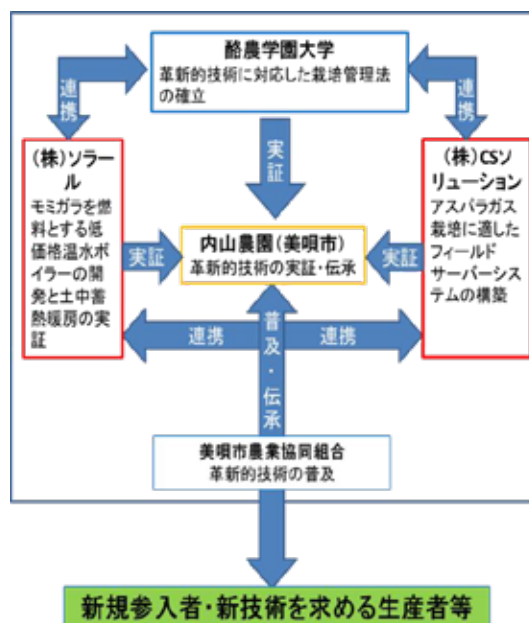 酪農学園大学
革新的技術に対応した栽培管理法
の確立
連携
連携
実証
(株)ソラー
ル
モミガラを燃
料とする低
価格温水ボ
イラーの開
発と土中蓄
熱暖房の実
証
実証
内山農園(美唄市)
革新的技術の実証・伝承
実証
(株)CSソ
リューション
アスパラガス
栽培に適した
フィールド
サーバーシス
テムの構築
連携
連携
普及・伝承
美唄市農業協同組合
革新的技術の普及
新規参入者・新技術を求める生産者等